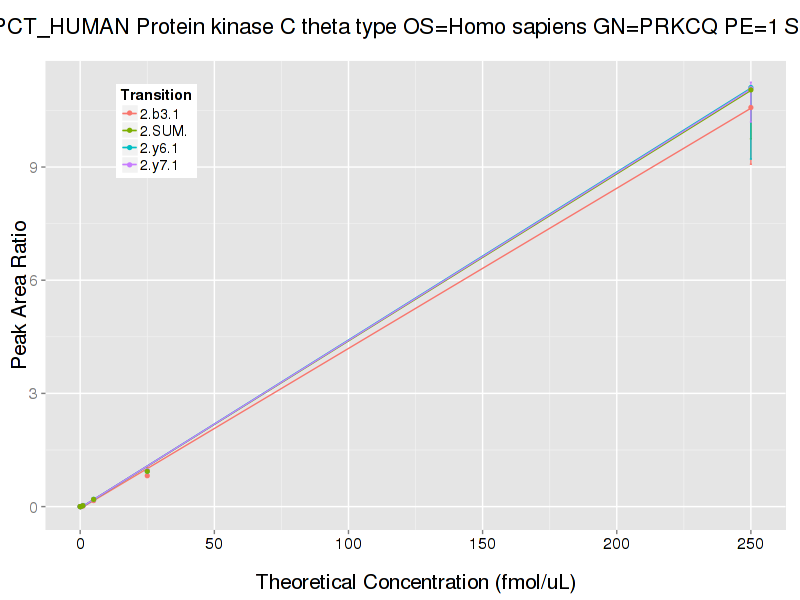 PCT_HUMAN Protein kinase C theta type OS=Homo sapiens GN=PRKCQ PE=1 S
Transition
2.b3.1
2.SUM.
2.y6.1
2.y7.1
Peak Area Ratio
9
6
3
0
0 50 100 150 200 250
Theoretical Concentration (fmol/uL)